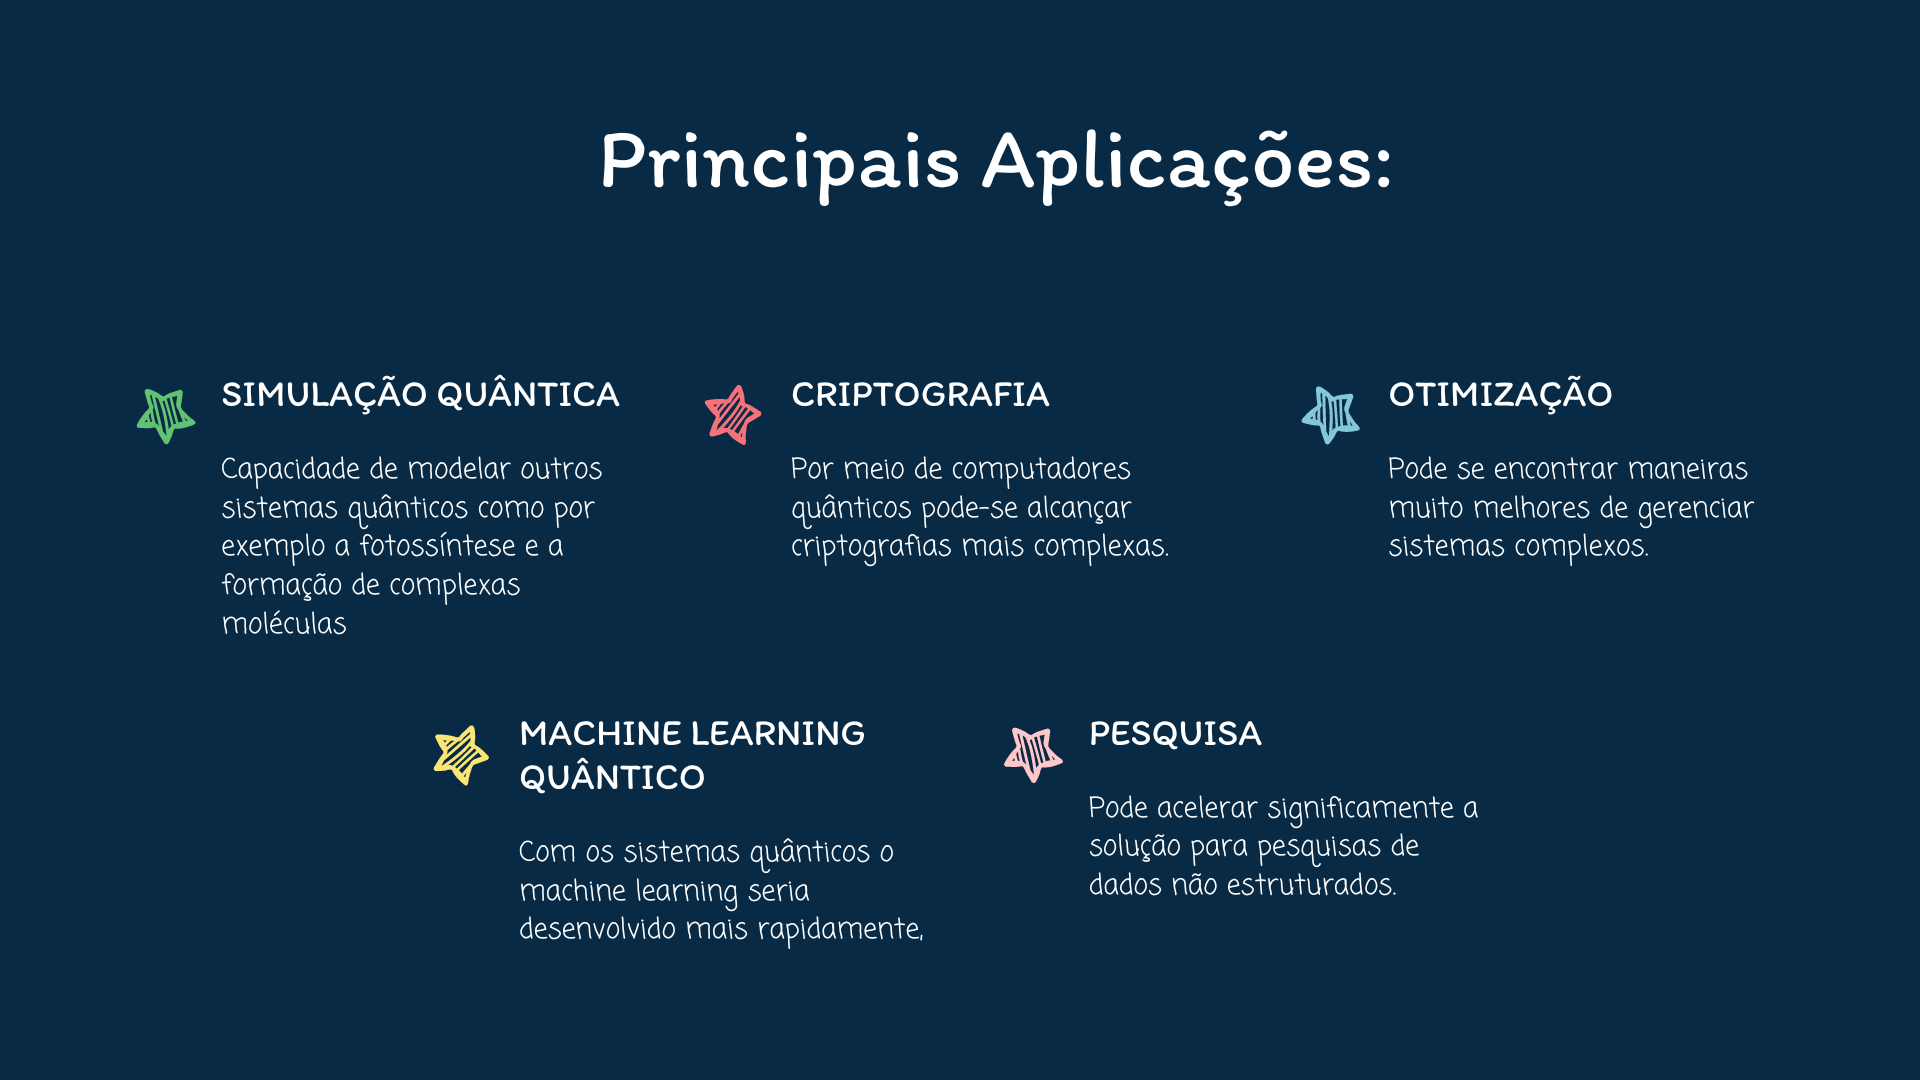 Principais Aplicações:
SIMULAÇÃO QUÂNTICA
Capacidade de modelar outros
sistemas quânticos como por
exemplo a fotossíntese e a
formação de complexas
moléculas
CRIPTOGRAFIA
Por meio de computadores
quânticos pode-se alcançar
criptografias mais complexas.
OTIMIZAÇÃO
Pode se encontrar maneiras
muito melhores de gerenciar
sistemas complexos.
MACHINE LEARNING
QUÂNTICO
Com os sistemas quânticos o
machine learning seria
desenvolvido mais rapidamente,
PESQUISA
Pode acelerar significamente a
solução para pesquisas de
dados não estruturados.